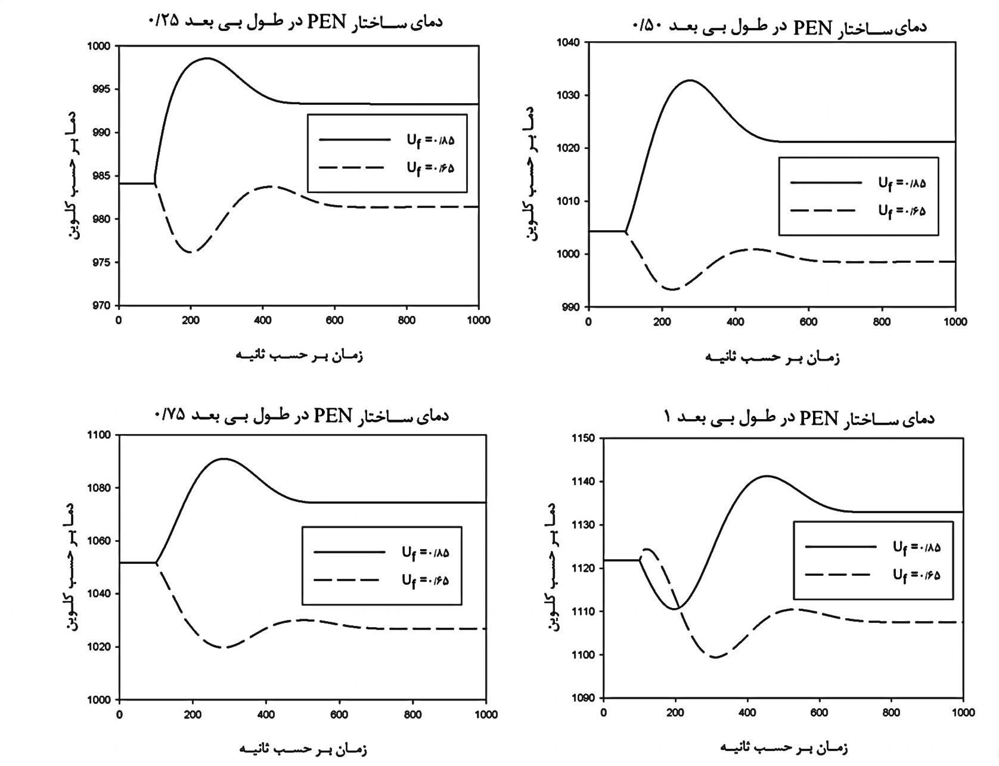 دمای ساختار PEN در طول بی بعد ۰/۲۵
1000
995
990
985
980
975
970
0 200 400 600 800 1000
دما بر حسب کلوین
زمان بر حسب ثانیه
Uf =۰/۸۵
Uf =۰/۶۵
دمای ساختار PEN در طول بی بعد ۰/۵۰
1040
1030
1020
1010
1000
990
0 200 400 600 800 1000
دما بر حسب کلوین
زمان بر حسب ثانیه
Uf =۰/۸۵
Uf =۰/۶۵
دمای ساختار PEN در طول بی بعد ۰/۷۵
1100
1080
1060
1040
1020
1000
0 200 400 600 800 1000
دما بر حسب کلوین
زمان بر حسب ثانیه
Uf =۰/۸۵
Uf =۰/۶۵
دمای ساختار PEN در طول بی بعد ۱
1150
1140
1130
1120
1110
1100
1090
0 200 400 600 800 1000
دما بر حسب کلوین
زمان بر حسب ثانیه
Uf =۰/۸۵
Uf =۰/۶۵